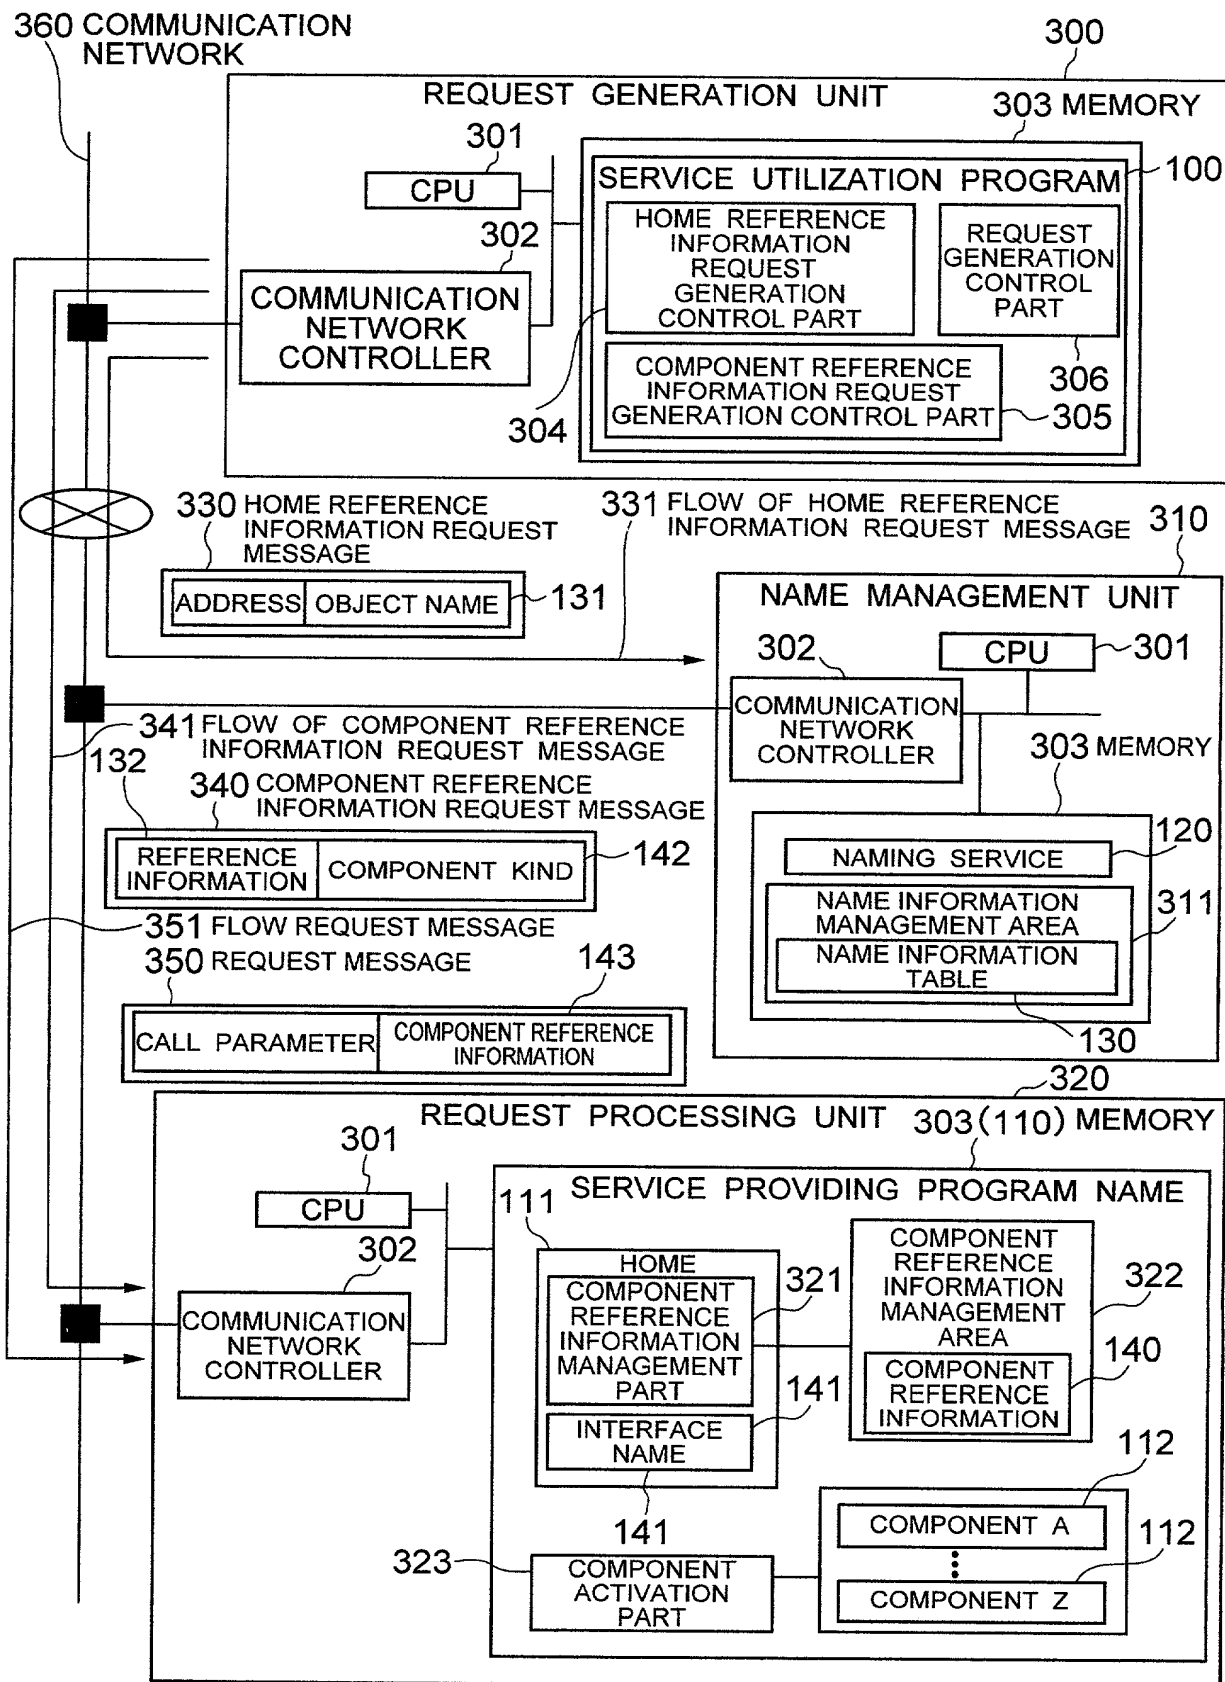 360 COMMUNICATION
NETWORK
300
REQUEST GENERATION UNIT
303 MEMORY
301
CPU
100
SERVICE UTILIZATION PROGRAM
302
HOME REFERENCE
INFORMATION
REQUEST
GENERATION
CONTROL PART
REQUEST
GENERATION
CONTROL
PART
COMMUNICATION
NETWORK
CONTROLLER
304
306
COMPONENT REFERENCE
INFORMATION REQUEST
GENERATION CONTROL PART
305
330 HOME REFERENCE
INFORMATION REQUEST
MESSAGE
331 FLOW OF HOME REFERENCE
INFORMATION REQUEST MESSAGE
310
ADDRESS
OBJECT NAME
131
NAME MANAGEMENT UNIT
302
CPU
301
COMMUNICATION
NETWORK
CONTROLLER
303 MEMORY
341 FLOW OF COMPONENT REFERENCE
INFORMATION REQUEST MESSAGE
132
340 COMPONENT REFERENCE
INFORMATION REQUEST MESSAGE
REFERENCE
INFORMATION
COMPONENT KIND
142
120
NAMING SERVICE
NAME INFORMATION
MANAGEMENT AREA
311
NAME INFORMATION
TABLE
130
351 FLOW REQUEST MESSAGE
350 REQUEST MESSAGE
143
CALL PARAMETER
COMPONENT REFERENCE
INFORMATION
320
REQUEST PROCESSING UNIT
303(110) MEMORY
301
CPU
SERVICE PROVIDING PROGRAM NAME
111
302
HOME
COMPONENT
REFERENCE
INFORMATION
MANAGEMENT
PART
321
COMPONENT
REFERENCE
INFORMATION
MANAGEMENT
AREA
322
COMMUNICATION
NETWORK
CONTROLLER
COMPONENT
REFERENCE
INFORMATION
140
141
INTERFACE
NAME
141
112
COMPONENT A
112
COMPONENT Z
323
COMPONENT
ACTIVATION
PART